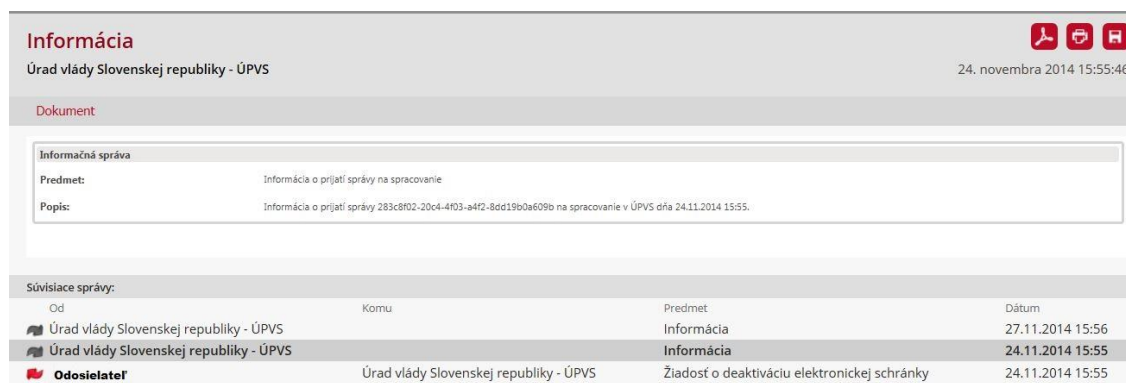 Informácia
Úrad vlády Slovenskej republiky - ÚPVS
24. novembra 2014 15:55:46
Dokument
Informačná správa
Predmet: Informácia o prijatí správy na spracovanie
Popis: Informácia o prijatí správy 283c8f02-20c4-4f03-a4f2-8dd19b0a609b na spracovanie v ÚPVS dňa 24.11.2014 15:55.
Súvisiace správy:
Od Komu Predmet Dátum
Úrad vlády Slovenskej republiky - ÚPVS Informácia 27.11.2014 15:56
Úrad vlády Slovenskej republiky - ÚPVS Informácia 24.11.2014 15:55
Odosielateľ Úrad vlády Slovenskej republiky - ÚPVS Žiadosť o deaktiváciu elektronickej schránky 24.11.2014 15:55